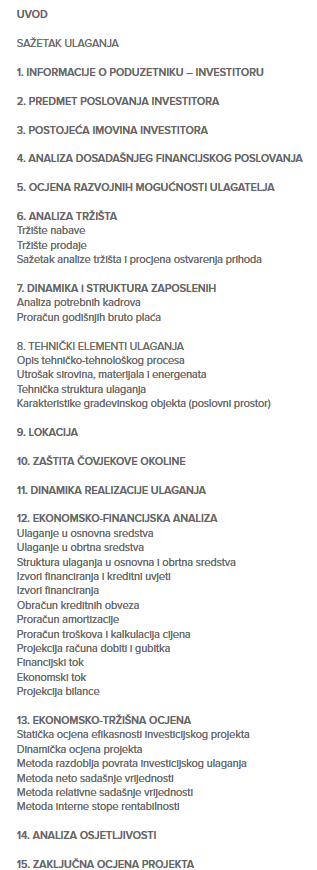 UVOD
SAŽETAK ULAGANJA
1. INFORMACIJE O PODUZETNIKU – INVESTITORU
2. PREDMET POSLOVANJA INVESTITORA
3. POSTOJEĆA IMOVINA INVESTITORA
4. ANALIZA DOSADAŠNJEG FINANCIJSKOG POSLOVANJA
5. OCJENA RAZVOJNIH MOGUĆNOSTI ULAGATELJA
6. ANALIZA TRŽIŠTA
Tržište nabave
Tržište prodaje
Sažetak analize tržišta i procjena ostvarenja prihoda
7. DINAMIKA I STRUKTURA ZAPOSLENIH
Analiza potrebnih kadrova
Proračun godišnjih bruto plaća
8. TEHNIČKI ELEMENTI ULAGANJA
Opis tehničko-tehnološkog procesa
Utrošak sirovina, materijala i energenata
Tehnička struktura ulaganja
Karakteristike građevinskog objekta (poslovni prostor)
9. LOKACIJA
10. ZAŠTITA ČOVJEKOVE OKOLINE
11. DINAMIKA REALIZACIJE ULAGANJA
12. EKONOMSKO-FINANCIJSKA ANALIZA
Ulaganje u osnovna sredstva
Ulaganje u obrtna sredstva
Struktura ulaganja u osnovna i obrtna sredstva
Izvori financiranja i kreditni uvjeti
Izvori financiranja
Obračun kreditnih obveza
Proračun amortizacije
Proračun troškova i kalkulacija cijena
Projekcija računa dobiti i gubitka
Financijski tok
Ekonomski tok
Projekcija bilance
13. EKONOMSKO-TRŽIŠNA OCJENA
Statička ocjena efikasnosti investicijskog projekta
Dinamička ocjena projekta
Metoda razdoblja povrata investicijskog ulaganja
Metoda neto sadašnje vrijednosti
Metoda relativne sadašnje vrijednosti
Metoda interne stope rentabilnosti
14. ANALIZA OSJETLJIVOSTI
15. ZAKLJUČNA OCJENA PROJEKTA